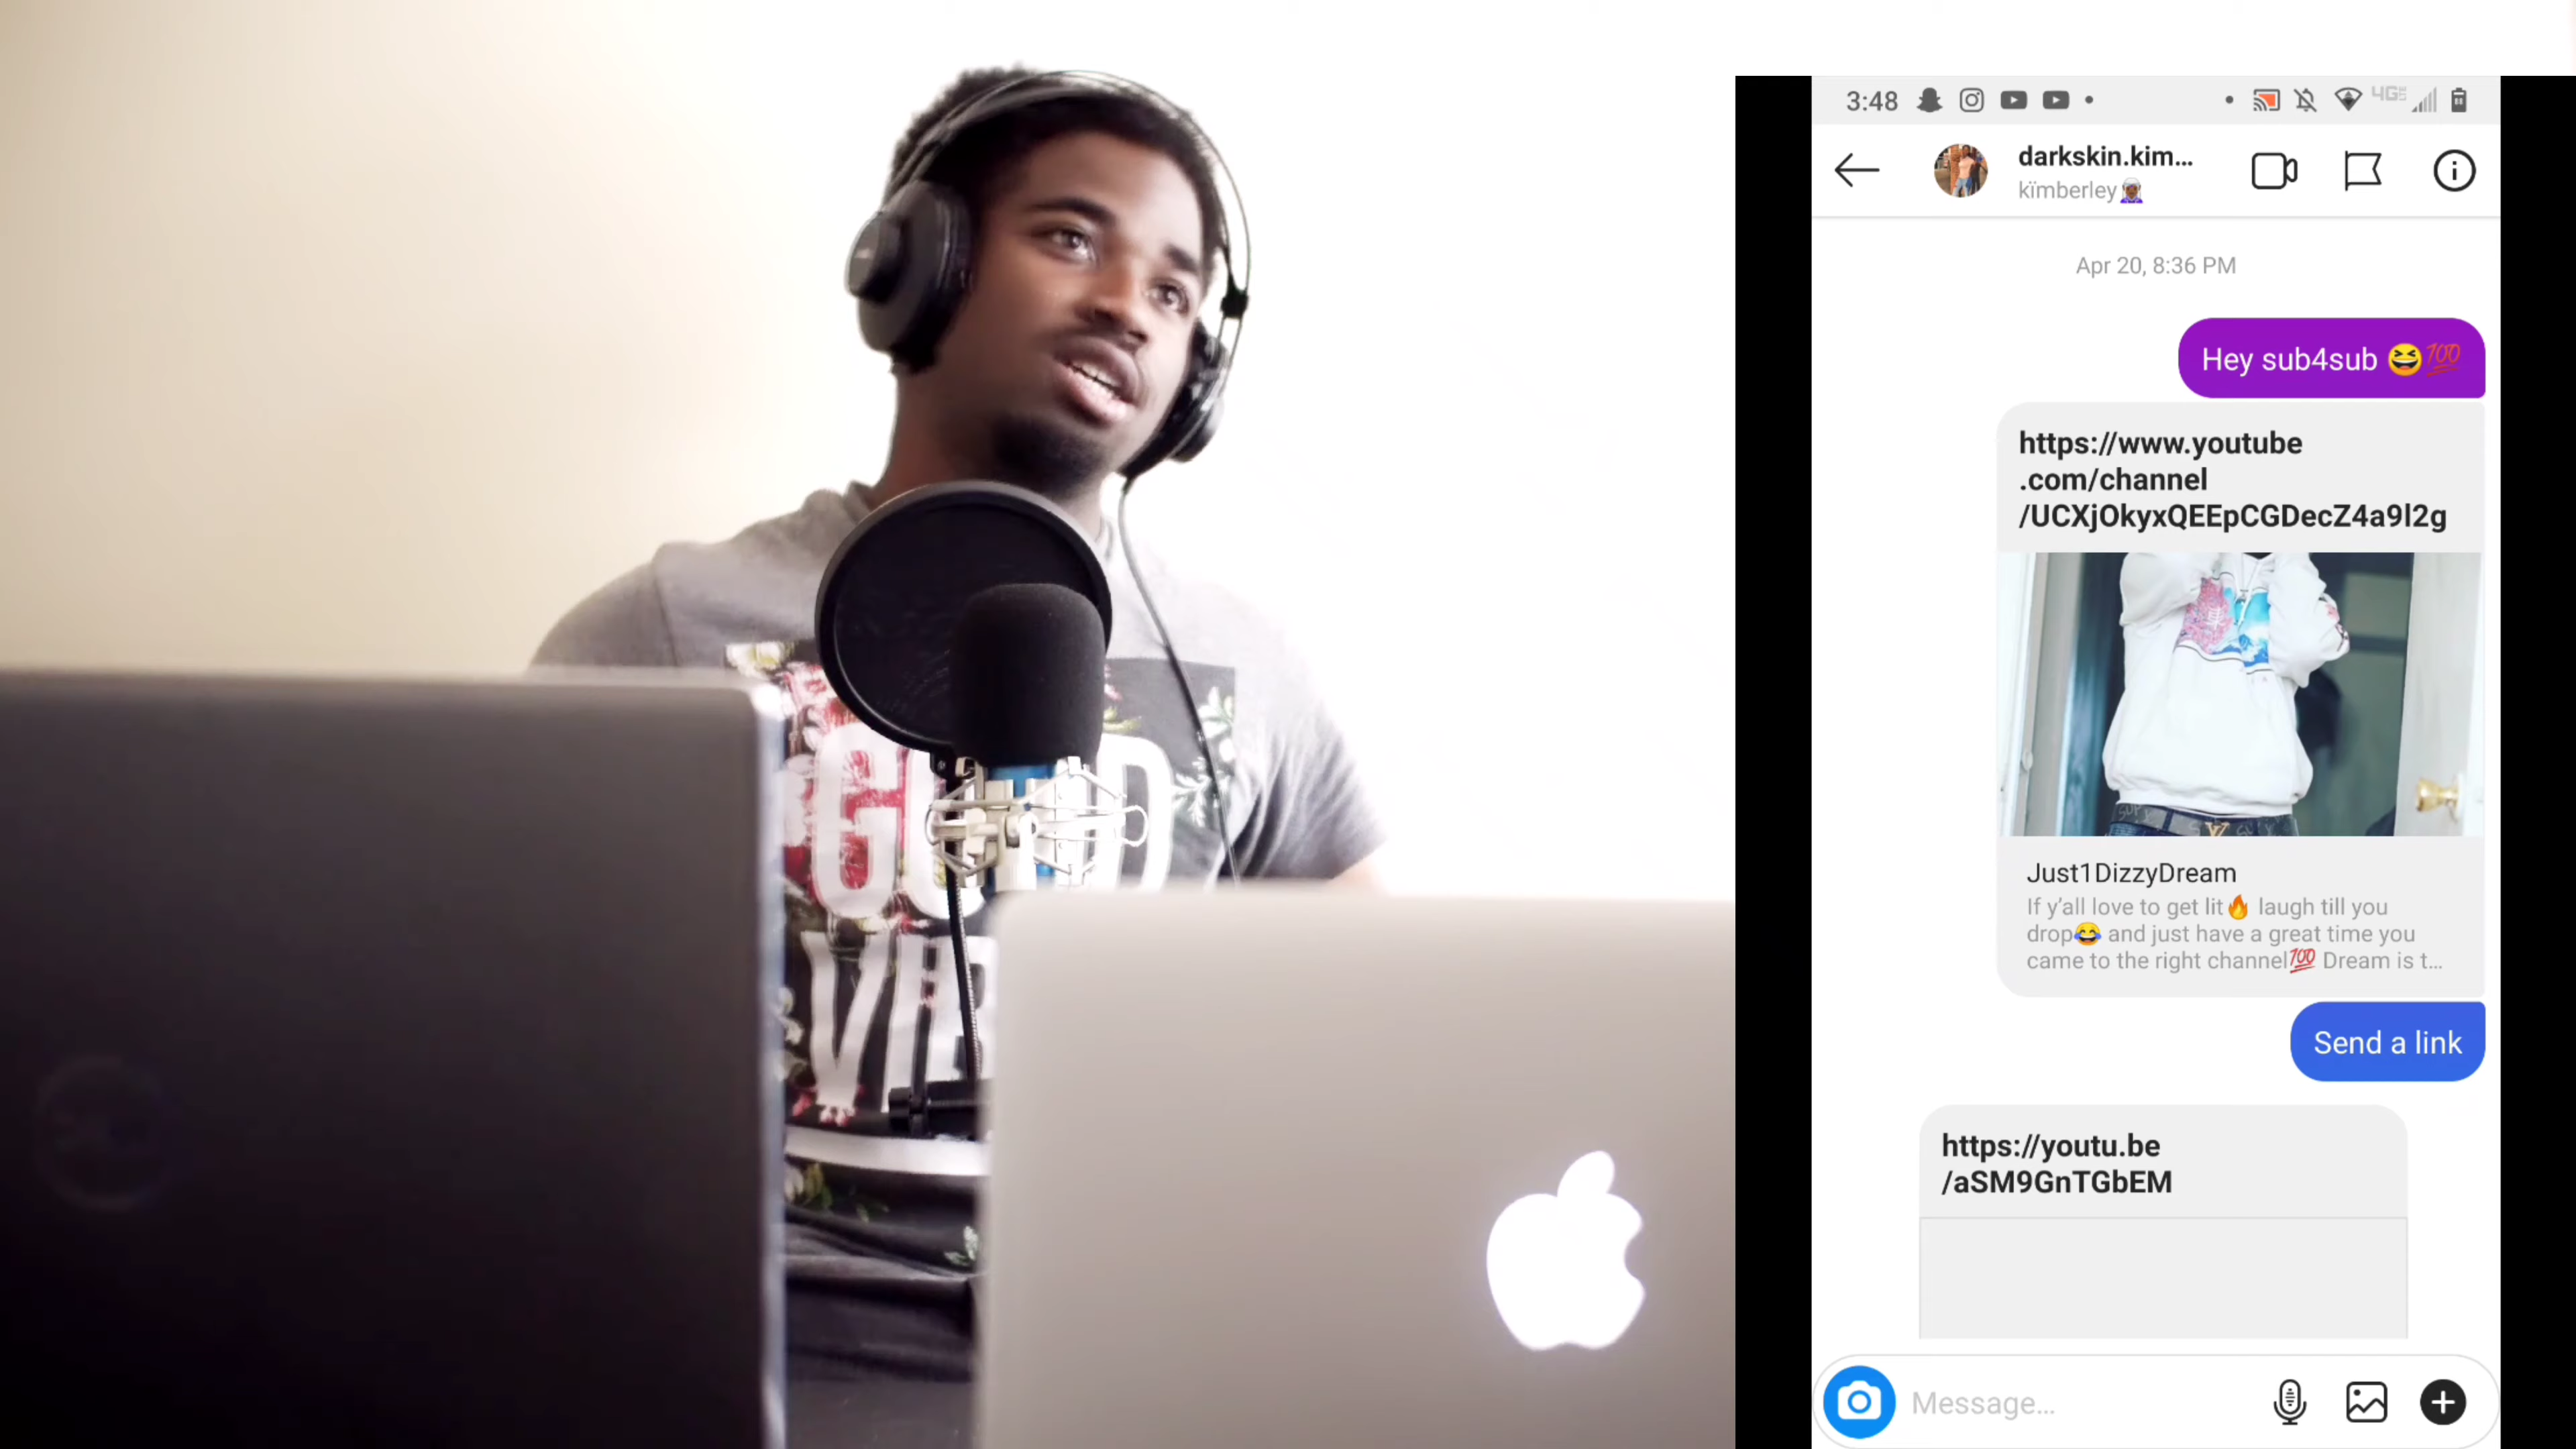 GOOD
3:48
4G
darkskin.kim...
kïmberley
Apr 20, 8:36 PM
Hey sub4sub 😆💯
https://www.youtube
.com/channel
/UCXjOkyxQEEpCGDecZ4a9l2g
Just1DizzyDream
If y'all love to get lit🔥 laugh till you
drop😂 and just have a great time you
came to the right channel💯 Dream is t...
Send a link
https://youtu.be
/aSM9GnTGbEM
Message...